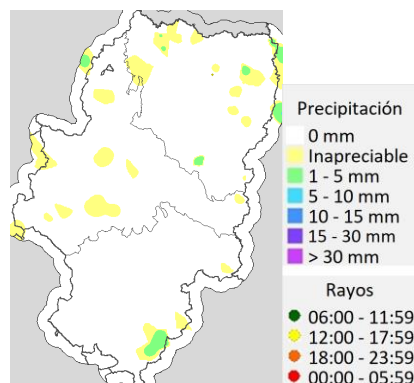 Precipitación
0 mm
Inapreciable
1 - 5 mm
5 - 10 mm
10 - 15 mm
15 - 30 mm
> 30 mm
Rayos
06:00 - 11:59
12:00 - 17:59
18:00 - 23:59
00:00 - 05:59